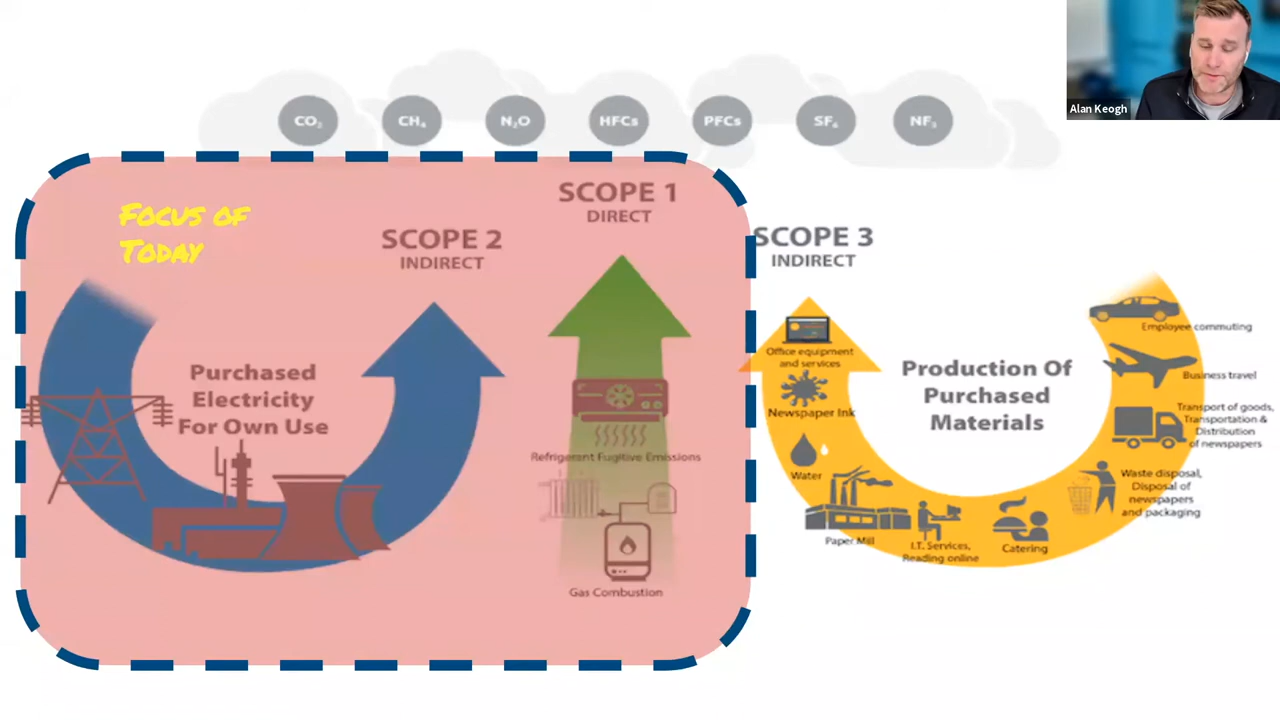 Alan Keogh
CO₂
CH₄
N₂O
HFCs
PFCs
SF₆
NF₃
Focus of
Today
SCOPE 2
INDIRECT
SCOPE 1
DIRECT
SCOPE 3
INDIRECT
Purchased
Electricity
For Own Use
Refrigerant Fugitive Emissions
Gas Combustion
Office equipment
and services
Newspaper Ink
Water
Paper Mill
I.T. Services,
Reading online
Catering
Production Of
Purchased
Materials
Employee commuting
Business travel
Transport of goods,
Transportation &
Distribution
of newspapers
Waste disposal,
Disposal of
newspapers
and packaging